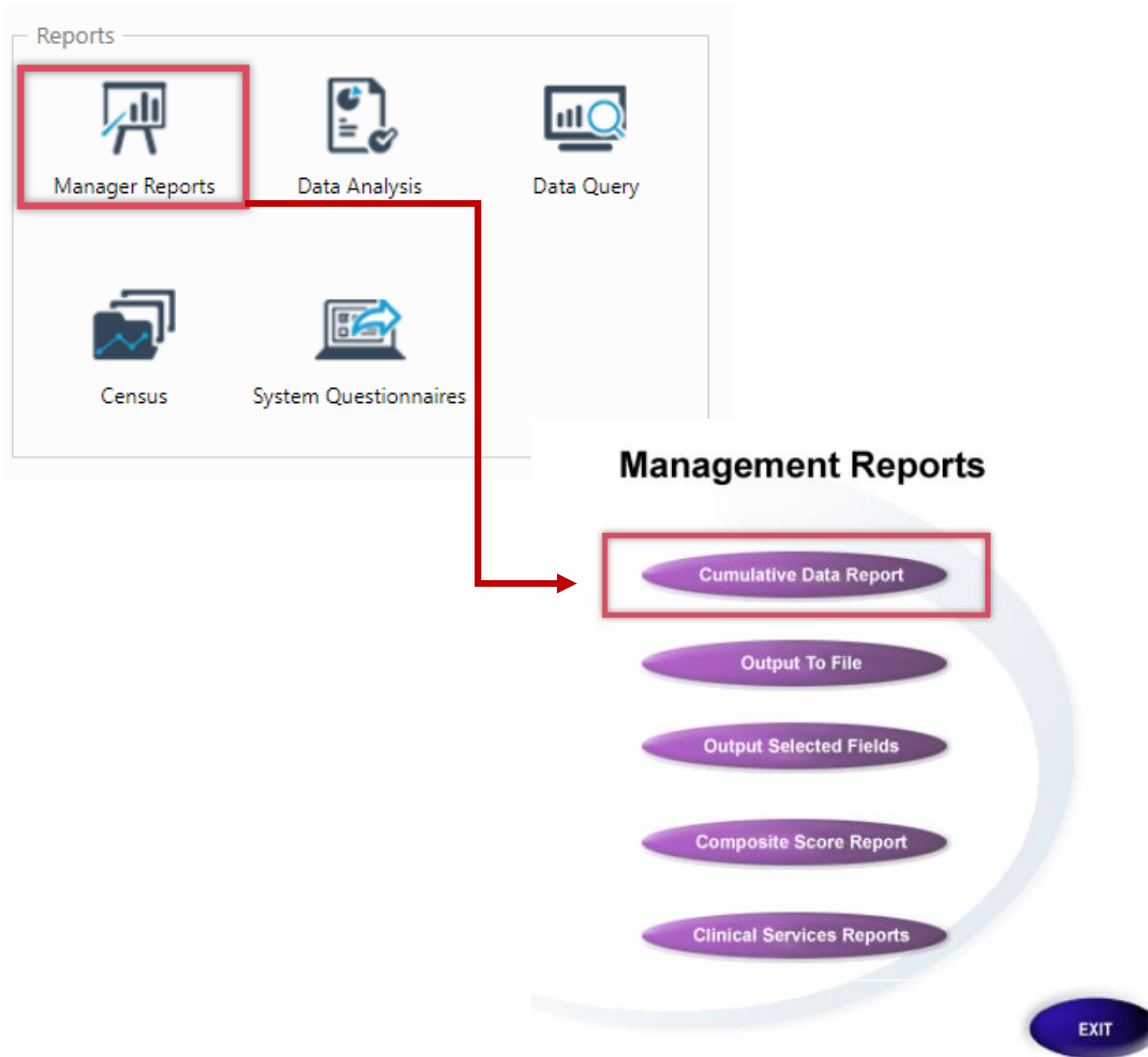 Reports
Manager Reports
Data Analysis
Data Query
Census
System Questionnaires
Management Reports
Cumulative Data Report
Output To File
Output Selected Fields
Composite Score Report
Clinical Services Reports
EXIT